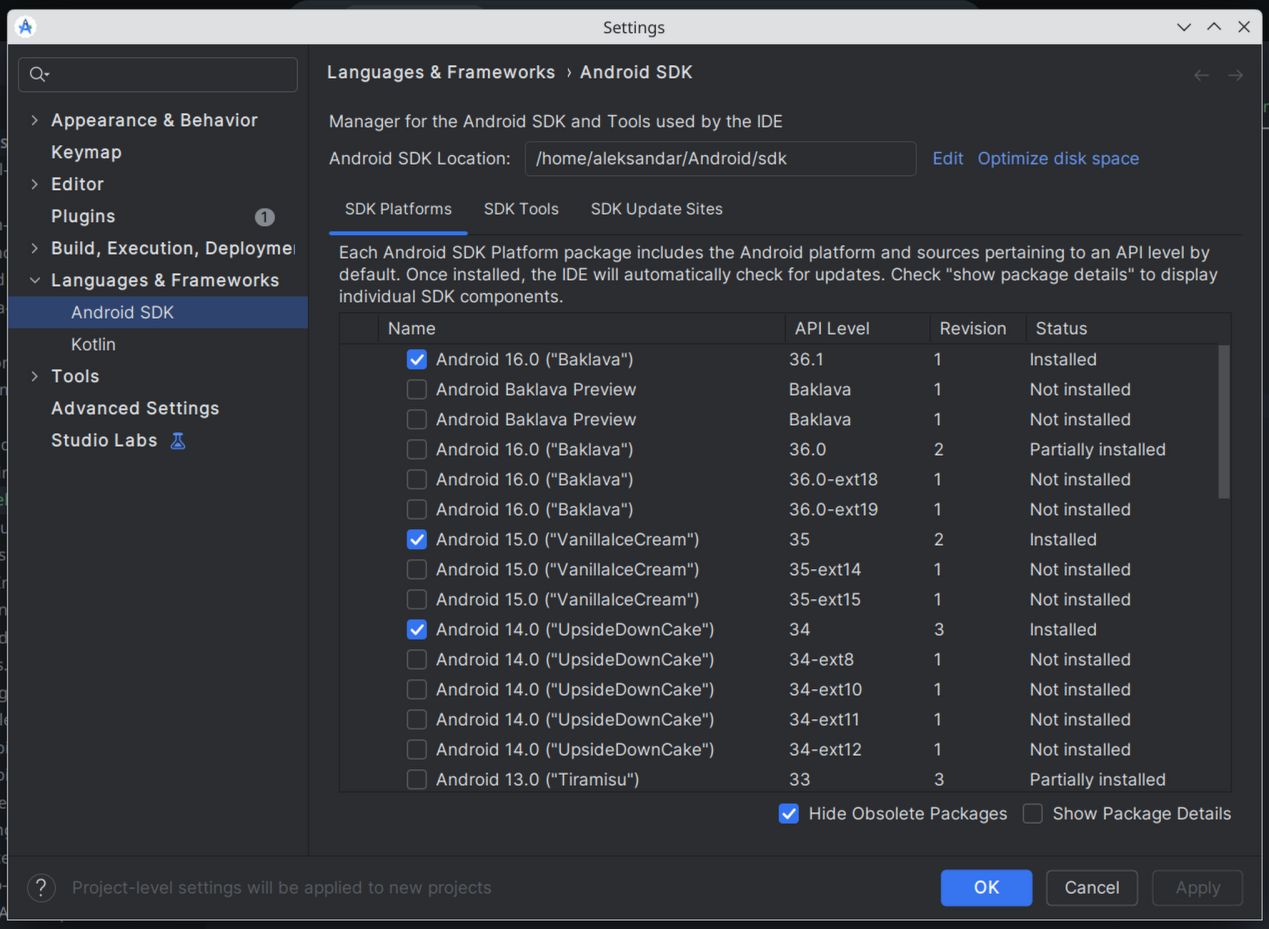 Settings
Languages & Frameworks › Android SDK
Appearance & Behavior
Keymap
Editor
Plugins 1
Build, Execution, Deployme
Languages & Frameworks
Android SDK
Kotlin
Tools
Advanced Settings
Studio Labs
Manager for the Android SDK and Tools used by the IDE
Android SDK Location: /home/aleksandar/Android/sdk Edit Optimize disk space
SDK Platforms SDK Tools SDK Update Sites
Each Android SDK Platform package includes the Android platform and sources pertaining to an API level by
default. Once installed, the IDE will automatically check for updates. Check "show package details" to display
individual SDK components.
Name API Level Revision Status
Android 16.0 ("Baklava") 36.1 1 Installed
Android Baklava Preview Baklava 1 Not installed
Android Baklava Preview Baklava 1 Not installed
Android 16.0 ("Baklava") 36.0 2 Partially installed
Android 16.0 ("Baklava") 36.0-ext18 1 Not installed
Android 16.0 ("Baklava") 36.0-ext19 1 Not installed
Android 15.0 ("VanillaIceCream") 35 2 Installed
Android 15.0 ("VanillaIceCream") 35-ext14 1 Not installed
Android 15.0 ("VanillaIceCream") 35-ext15 1 Not installed
Android 14.0 ("UpsideDownCake") 34 3 Installed
Android 14.0 ("UpsideDownCake") 34-ext8 1 Not installed
Android 14.0 ("UpsideDownCake") 34-ext10 1 Not installed
Android 14.0 ("UpsideDownCake") 34-ext11 1 Not installed
Android 14.0 ("UpsideDownCake") 34-ext12 1 Not installed
Android 13.0 ("Tiramisu") 33 3 Partially installed
Hide Obsolete Packages Show Package Details
? Project-level settings will be applied to new projects
OK Cancel Apply